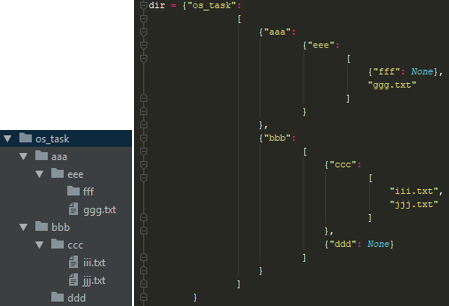 os_task
aaa
eee
fff
ggg.txt
bbb
ccc
iii.txt
jjj.txt
ddd
dir = {"os_task":
[
{"aaa":
{"eee":
[
{"fff": None},
"ggg.txt"
]
}
},
{"bbb":
[
{"ccc":
[
"iii.txt",
"jjj.txt"
]
},
{"ddd": None}
]
}
]
}